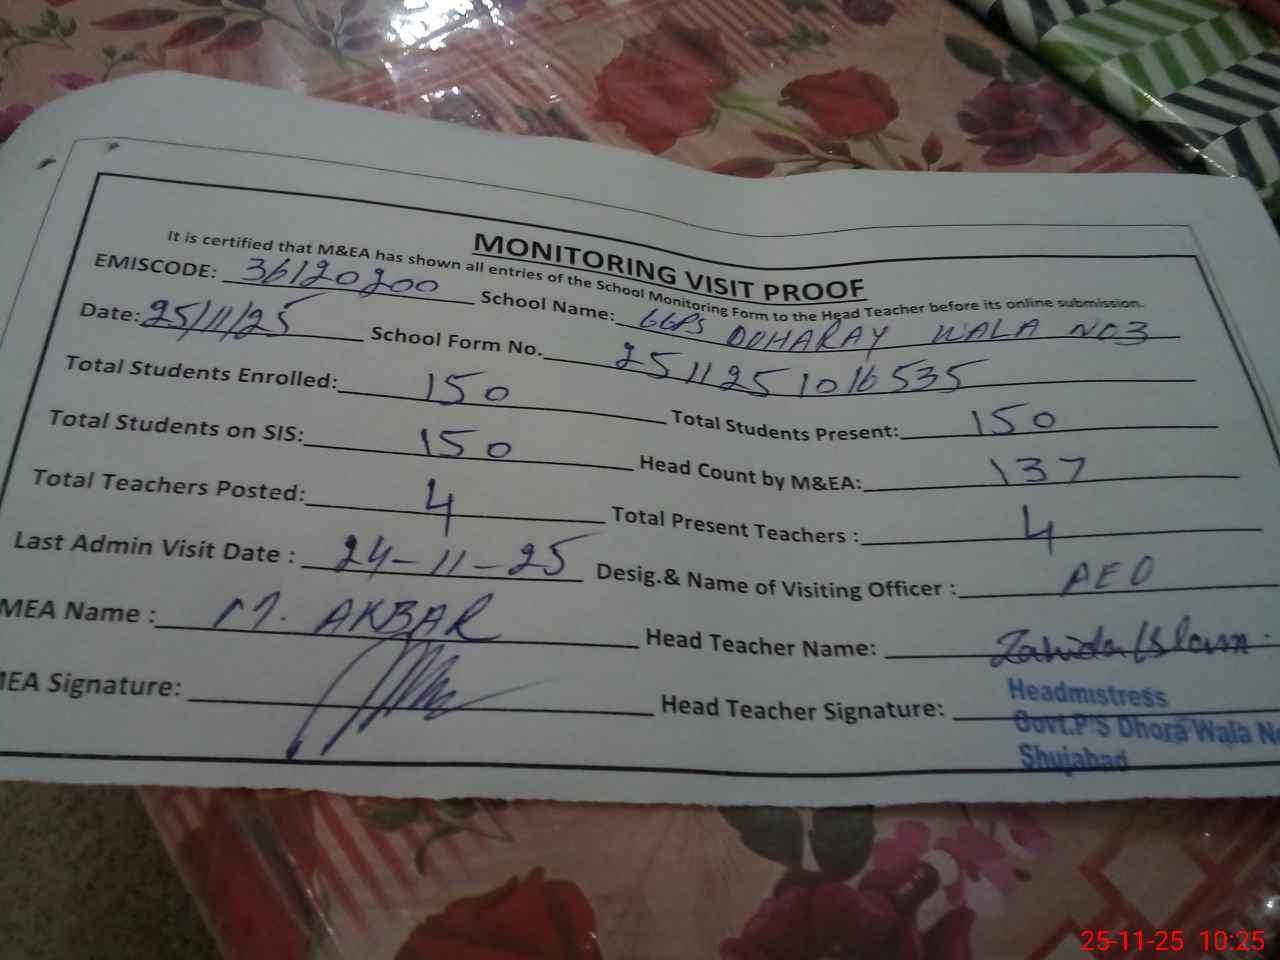 MONITORING VISIT PROOF
It is certified that M&EA has shown all entries of the School Monitoring Form to the Head Teacher before its online submission.
EMISCODE: 36120200 School Name: GGPS DOHARAY WALA NO3
Date: 25/11/25 School Form No. 2511251016535
Total Students Enrolled: 150 Total Students Present: 150
Total Students on SIS: 150 Head Count by M&EA: 137
Total Teachers Posted: 4 Total Present Teachers : 4
Last Admin Visit Date : 24-11-25 Desig.& Name of Visiting Officer : AEO
MEA Name : M. AKBAR Head Teacher Name: Zahida Islam
MEA Signature: Head Teacher Signature:
Headmistress
Govt.P/S Dhora Wala No
Shujabad
25-11-25 10:25